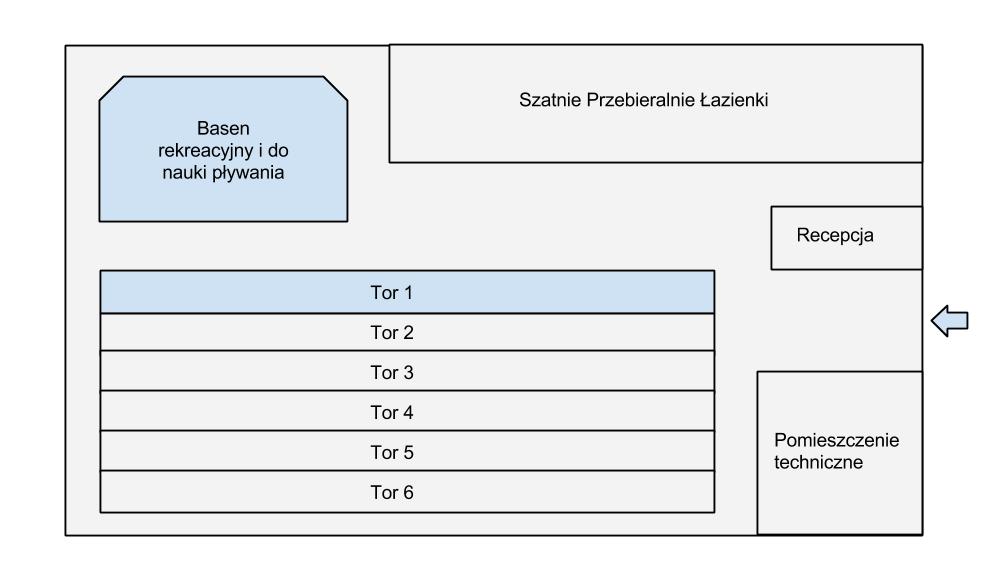 Szatnie Przebieralnie Łazienki
Basen
rekreacyjny i do
nauki pływania
Recepcja
Tor 1
Tor 2
Tor 3
Tor 4
Tor 5
Tor 6
Pomieszczenie
techniczne